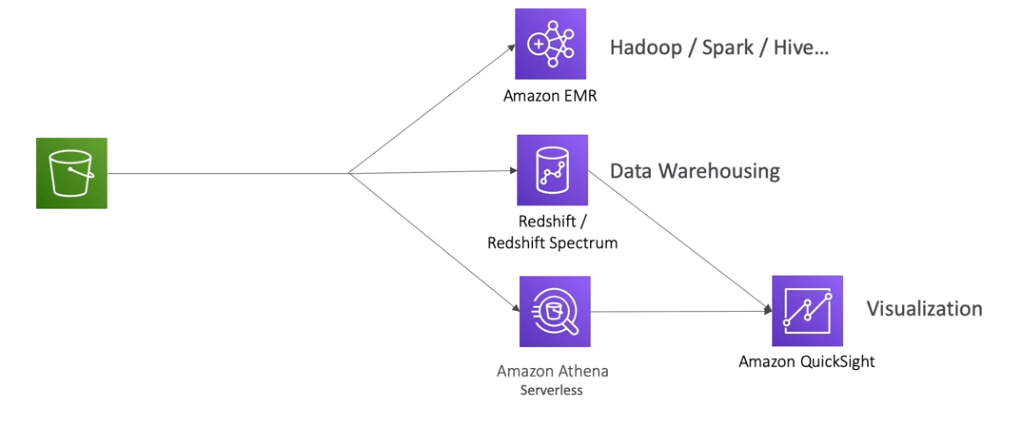 Hadoop / Spark / Hive...
Amazon EMR
Data Warehousing
Redshift /
Redshift Spectrum
Visualization
Amazon QuickSight
Amazon Athena
Serverless